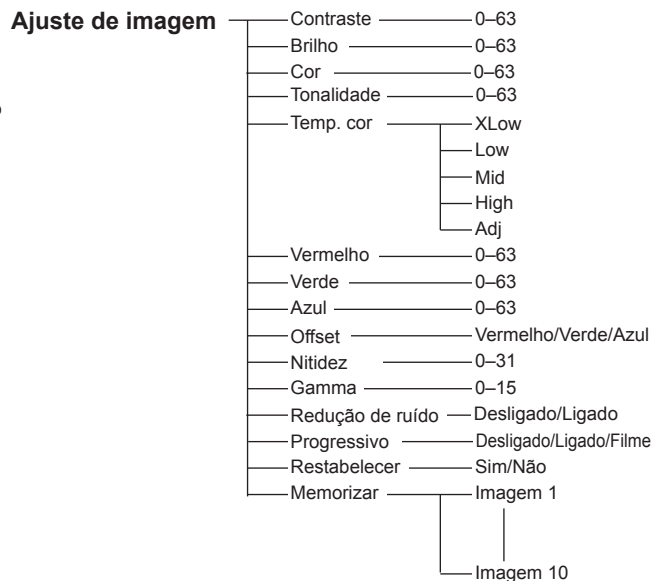 Ajuste de imagem
Contraste 0–63
Brilho 0–63
Cor 0–63
Tonalidade 0–63
Temp. cor XLow
Low
Mid
High
Adj
Vermelho 0–63
Verde 0–63
Azul 0–63
Offset Vermelho/Verde/Azul
Nitidez 0–31
Gamma 0–15
Redução de ruído Desligado/Ligado
Progressivo Desligado/Ligado/Filme
Restabelecer Sim/Não
Memorizar Imagem 1
Imagem 10